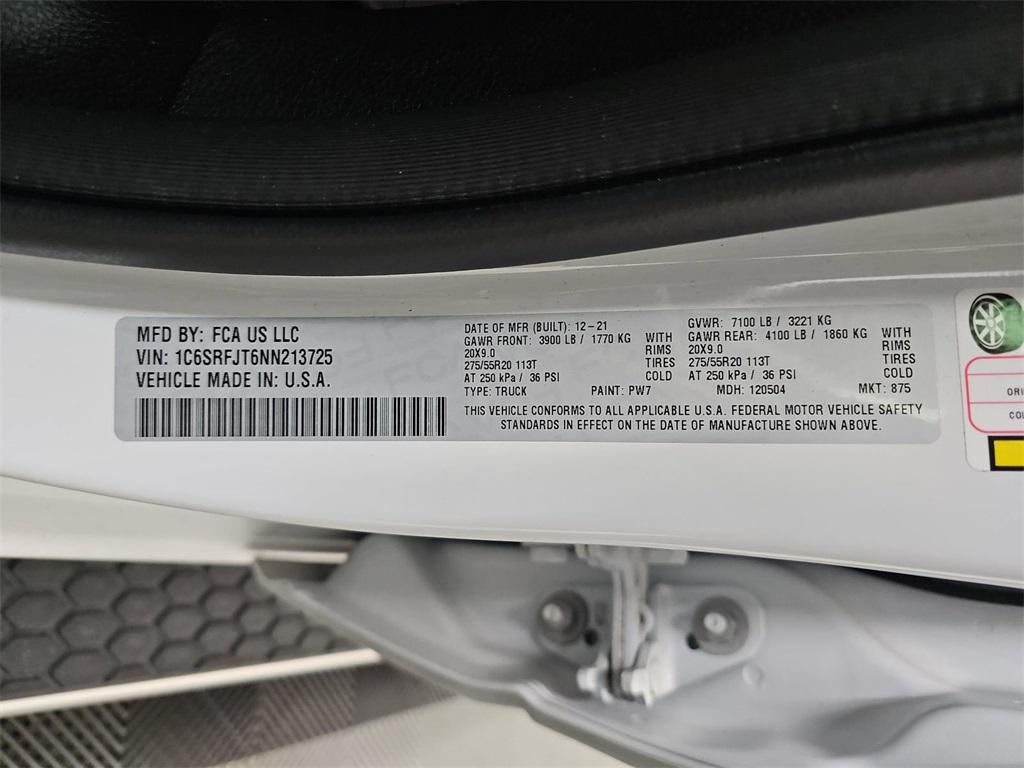 MFD BY: FCA US LLC
VIN: 1C6SRFJT6NN213725
VEHICLE MADE IN: U.S.A.
DATE OF MFR (BUILT): 12-21
GAWR FRONT: 3900 LB / 1770 KG WITH
20X9.0 RIMS
275/55R20 113T TIRES
AT 250 kPa / 36 PSI COLD
TYPE: TRUCK PAINT: PW7
GVWR: 7100 LB / 3221 KG
GAWR REAR: 4100 LB / 1860 KG WITH
20X9.0 RIMS
275/55R20 113T TIRES
AT 250 kPa / 36 PSI COLD
MDH: 120504 MKT: 875
THIS VEHICLE CONFORMS TO ALL APPLICABLE U.S.A. FEDERAL MOTOR VEHICLE SAFETY
STANDARDS IN EFFECT ON THE DATE OF MANUFACTURE SHOWN ABOVE.